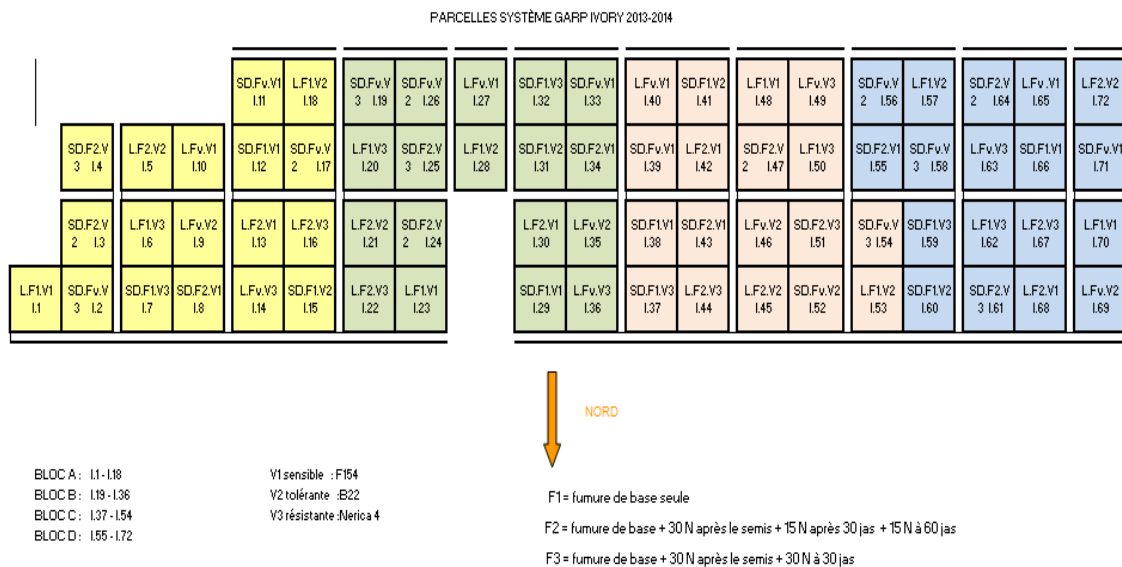 PARCELLES SYSTÈME GARP IVORY 2013-2014
SD.Fv.V1 L.F1.V2 SD.Fv.V SD.Fv.V L.Fv.V1 SD.F1.V3 SD.Fv.V1 L.Fv.V1 SD.F1.V2 L.F1.V1 L.Fv.V3 SD.Fv.V L.F1.V2 SD.F2.V L.Fv.V1 L.F2.V2
I.11 I.18 3 I.19 2 I.26 I.27 I.32 I.33 I.40 I.41 I.48 I.49 2 I.56 I.57 2 I.64 I.65 I.72
SD.F2.V L.F2.V2 L.Fv.V1 SD.F1.V1 SD.Fv.V L.F1.V3 SD.F2.V L.F1.V2 SD.F1.V2 SD.F2.V1 SD.Fv.V1 L.F2.V1 SD.F2.V L.F1.V3 SD.F2.V1 SD.Fv.V L.Fv.V3 SD.F1.V1 SD.Fv.V1
3 I.4 I.5 I.10 I.12 2 I.17 I.20 3 I.25 I.28 I.31 I.34 I.39 I.42 2 I.47 I.50 I.55 3 I.58 I.63 I.66 I.71
SD.F2.V L.F1.V3 L.Fv.V2 L.F2.V1 L.F2.V3 L.F2.V2 SD.F2.V L.F2.V1 L.Fv.V2 SD.F1.V1 SD.F2.V1 L.Fv.V2 SD.F2.V3 SD.Fv.V SD.F1.V3 L.F1.V3 L.F2.V3 L.F1.V1
2 I.3 I.6 I.9 I.13 I.16 I.21 2 I.24 I.30 I.35 I.38 I.43 I.46 I.51 3 I.54 I.59 I.62 I.67 I.70
L.F1.V1 SD.Fv.V SD.F1.V3 SD.F2.V1 L.Fv.V3 SD.F1.V2 L.F2.V3 L.F1.V1 SD.F1.V1 L.Fv.V3 SD.F1.V3 L.F2.V3 L.F2.V2 SD.Fv.V2 L.F1.V2 SD.F1.V2 SD.F2.V L.F2.V1 L.Fv.V2
I.1 3 I.2 I.7 I.8 I.14 I.15 I.22 I.23 I.29 I.36 I.37 I.44 I.45 I.52 I.53 I.60 3 I.61 I.68 I.69
NORD
BLOC A : I.1 - I.18
BLOC B : I.19 - I.36
BLOC C : I.37 - I.54
BLOC D : I.55 - I.72
V1 sensible : F154
V2 tolérante :B22
V3 résistante :Nerica 4
F1 = fumure de base seule
F2 = fumure de base + 30 N après le semis + 15 N après 30 jas + 15 N à 60 jas
F3 = fumure de base + 30 N après le semis + 30 N à 30 jas